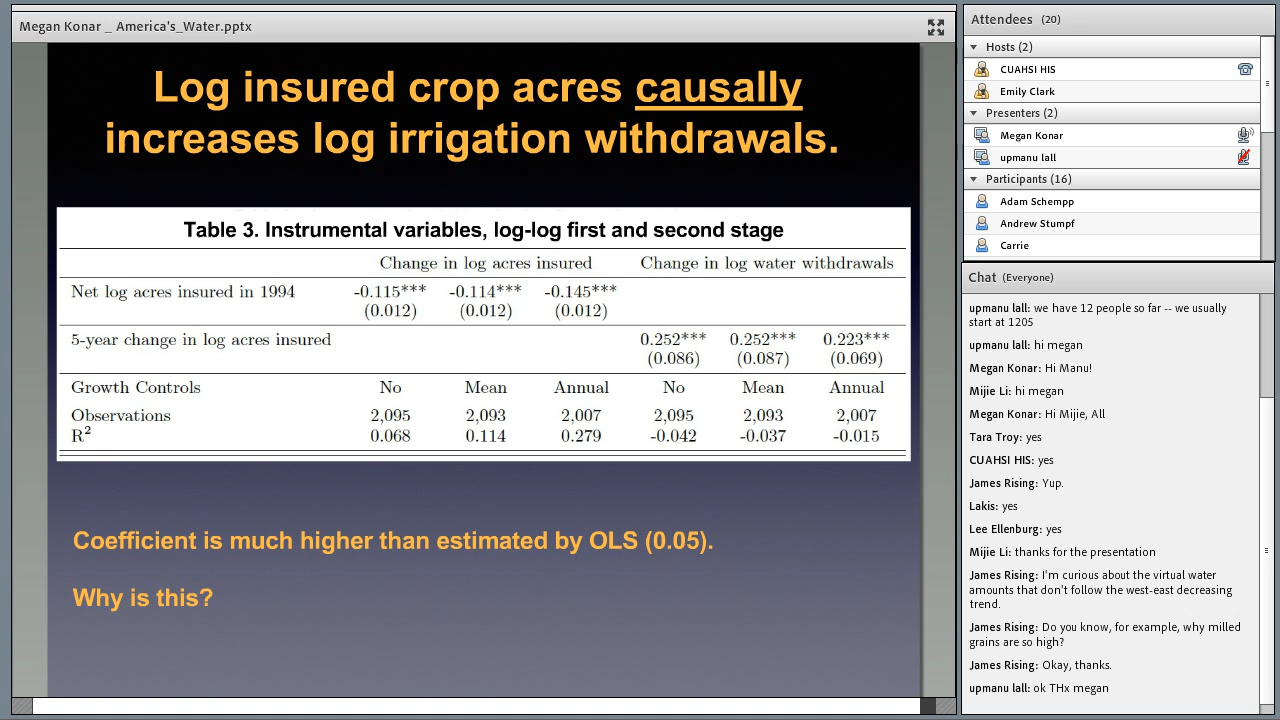 Megan Konar _ America's_Water.pptx
Log insured crop acres causally
increases log irrigation withdrawals.
Table 3. Instrumental variables, log-log first and second stage
Change in log acres insured Change in log water withdrawals
Net log acres insured in 1994 -0.115*** -0.114*** -0.145***
(0.012) (0.012) (0.012)
5-year change in log acres insured 0.252*** 0.252*** 0.223***
(0.086) (0.087) (0.069)
Growth Controls No Mean Annual No Mean Annual
Observations 2,095 2,093 2,007 2,095 2,093 2,007
R² 0.068 0.114 0.279 -0.042 -0.037 -0.015
Coefficient is much higher than estimated by OLS (0.05).
Why is this?
Attendees (20)
Hosts (2)
CUAHSI HIS
Emily Clark
Presenters (2)
Megan Konar
upmanu lall
Participants (16)
Adam Schempp
Andrew Stumpf
Carrie
Chat (Everyone)
upmanu lall: we have 12 people so far -- we usually
start at 1205
upmanu lall: hi megan
Megan Konar: Hi Manu!
Mijie Li: hi megan
Megan Konar: Hi Mijie, All
Tara Troy: yes
CUAHSI HIS: yes
James Rising: Yup.
Lakis: yes
Lee Ellenburg: yes
Mijie Li: thanks for the presentation
James Rising: I'm curious about the virtual water
amounts that don't follow the west-east decreasing
trend.
James Rising: Do you know, for example, why milled
grains are so high?
James Rising: Okay, thanks.
upmanu lall: ok THx megan